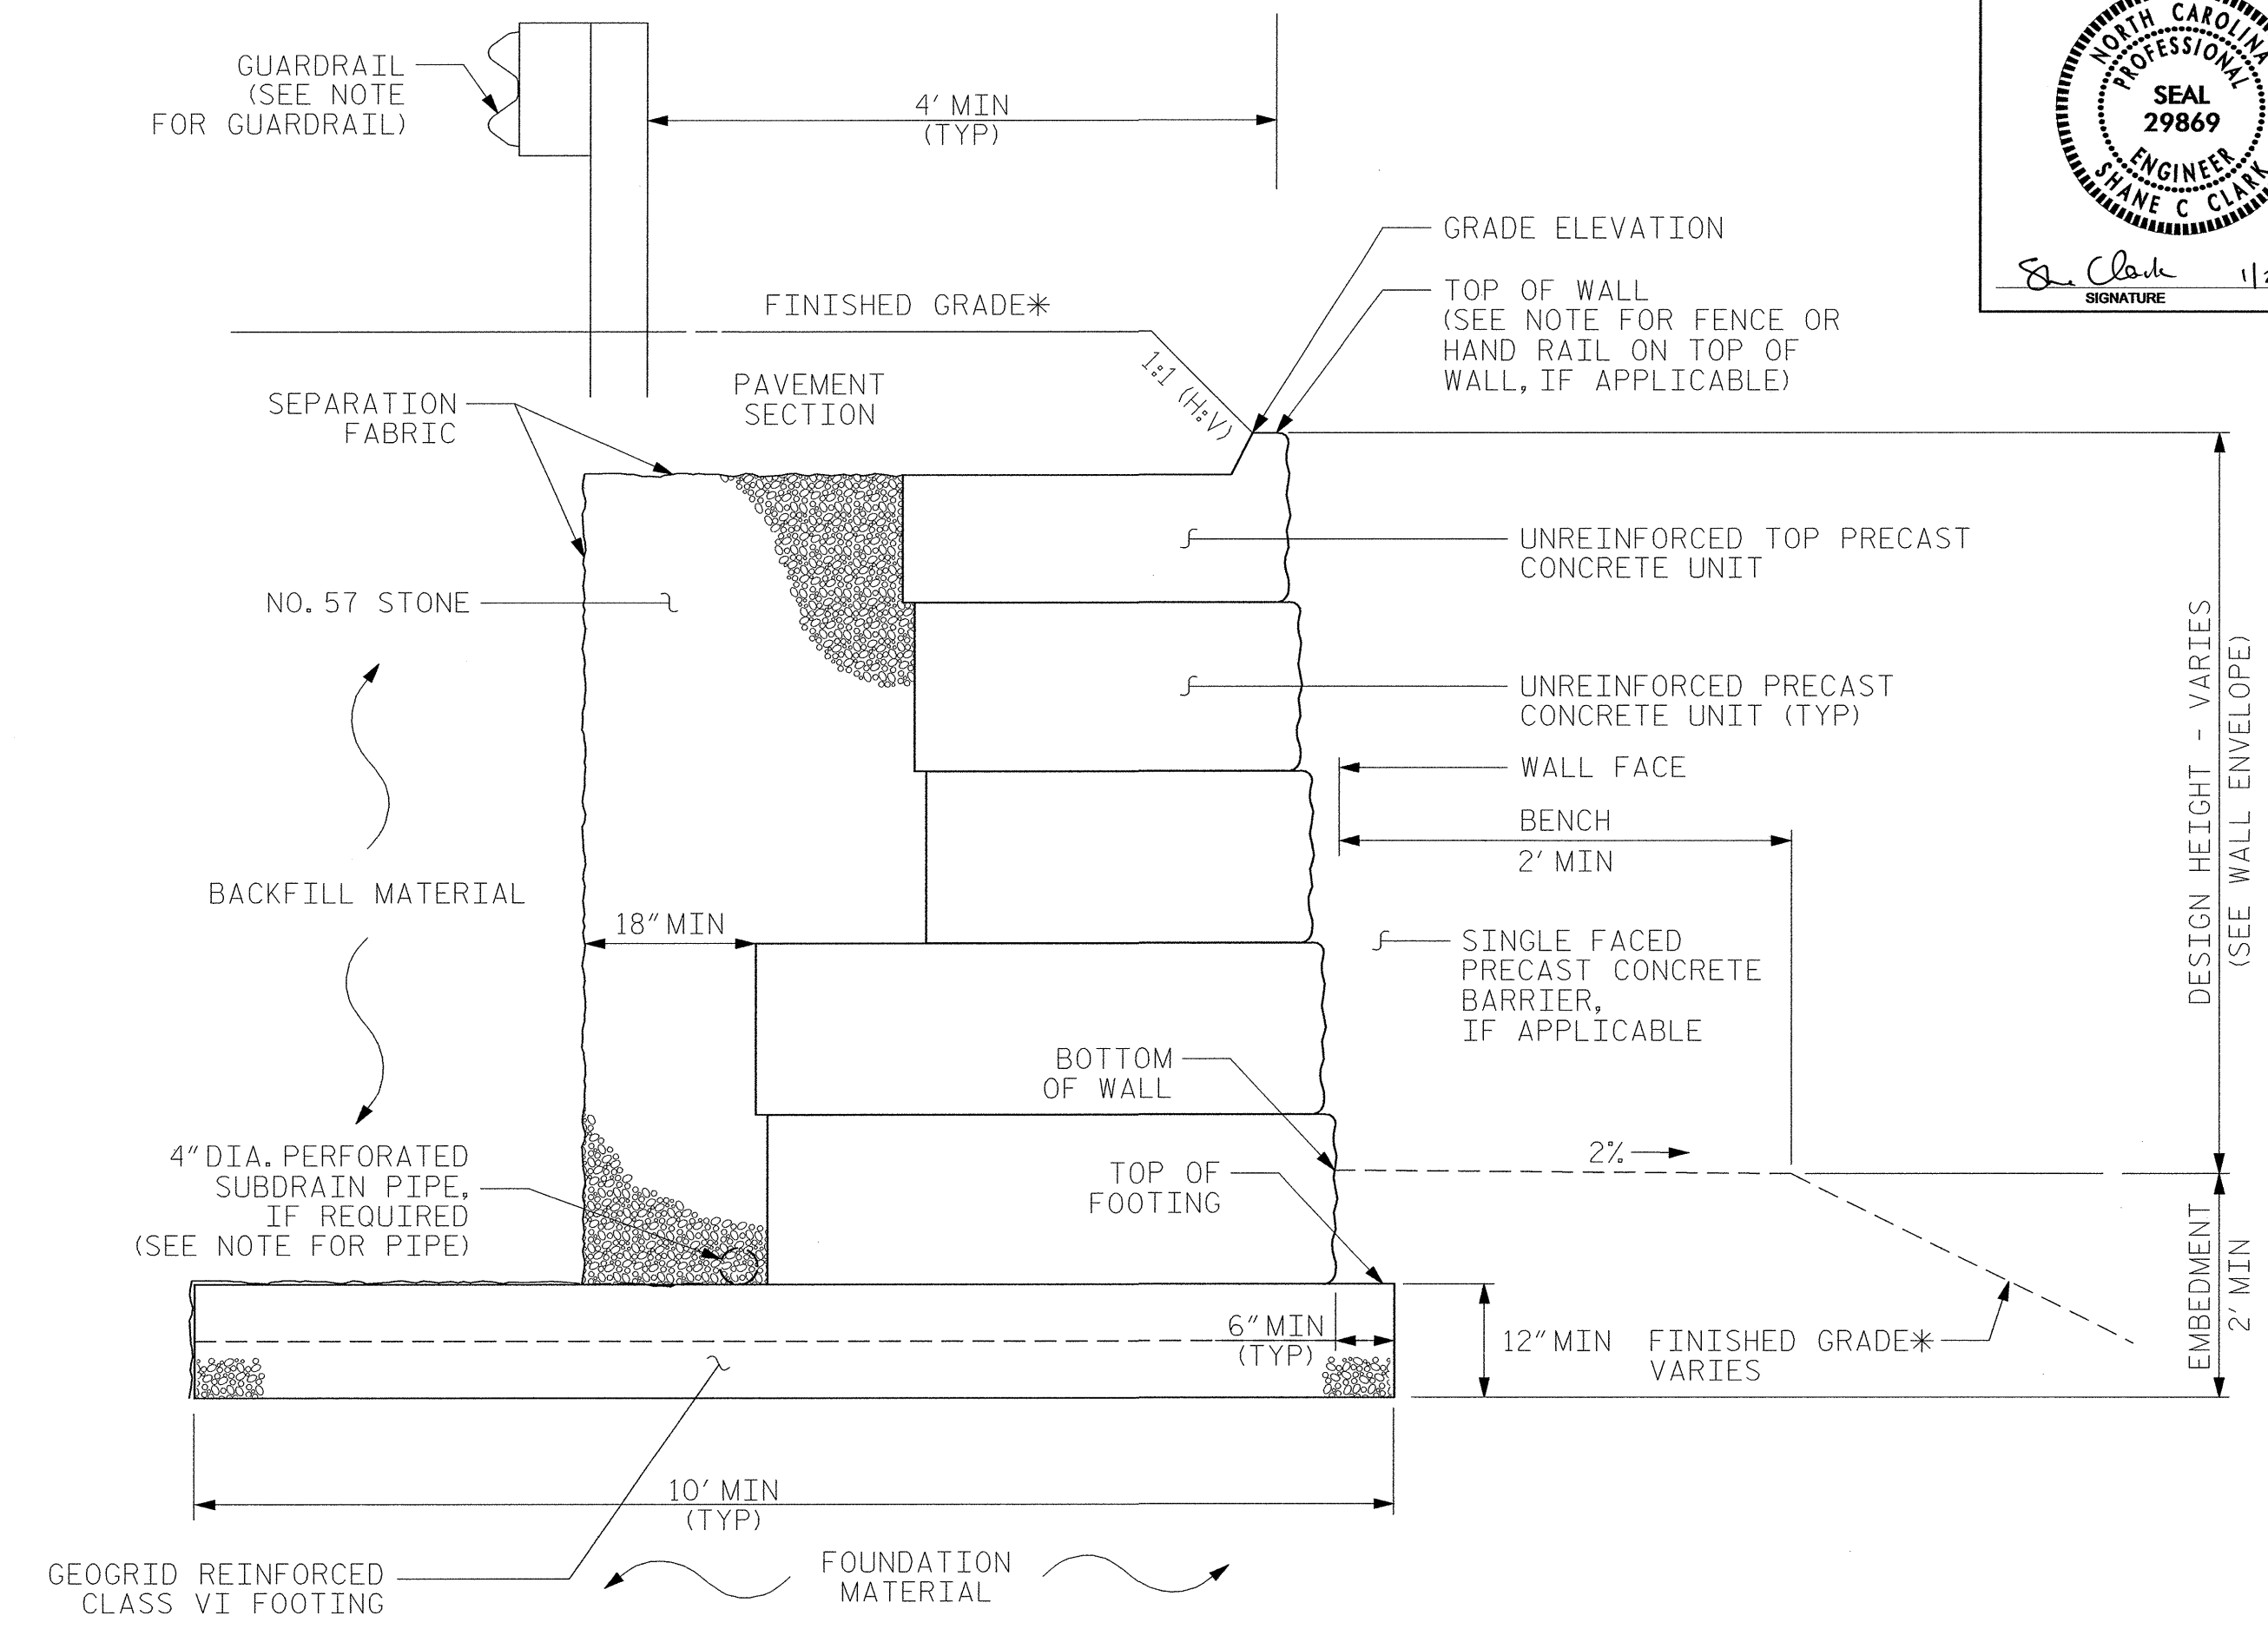 GUARDRAIL
(SEE NOTE
FOR GUARDRAIL)
4' MIN
(TYP)
NORTH CAROLINA
PROFESSIONAL
SEAL
29869
ENGINEER
SHANE C CLARK
SIGNATURE
GRADE ELEVATION
TOP OF WALL
(SEE NOTE FOR FENCE OR
HAND RAIL ON TOP OF
WALL, IF APPLICABLE)
FINISHED GRADE*
1:1 (H:V)
PAVEMENT
SECTION
SEPARATION
FABRIC
UNREINFORCED TOP PRECAST
CONCRETE UNIT
NO. 57 STONE
UNREINFORCED PRECAST
CONCRETE UNIT (TYP)
WALL FACE
BENCH
2' MIN
DESIGN HEIGHT - VARIES
(SEE WALL ENVELOPE)
BACKFILL MATERIAL
18" MIN
SINGLE FACED
PRECAST CONCRETE
BARRIER,
IF APPLICABLE
BOTTOM
OF WALL
2%
TOP OF
FOOTING
4" DIA. PERFORATED
SUBDRAIN PIPE,
IF REQUIRED
(SEE NOTE FOR PIPE)
6" MIN
(TYP)
12" MIN
FINISHED GRADE*
VARIES
EMBEDMENT
2' MIN
10' MIN
(TYP)
FOUNDATION
MATERIAL
GEOGRID REINFORCED
CLASS VI FOOTING